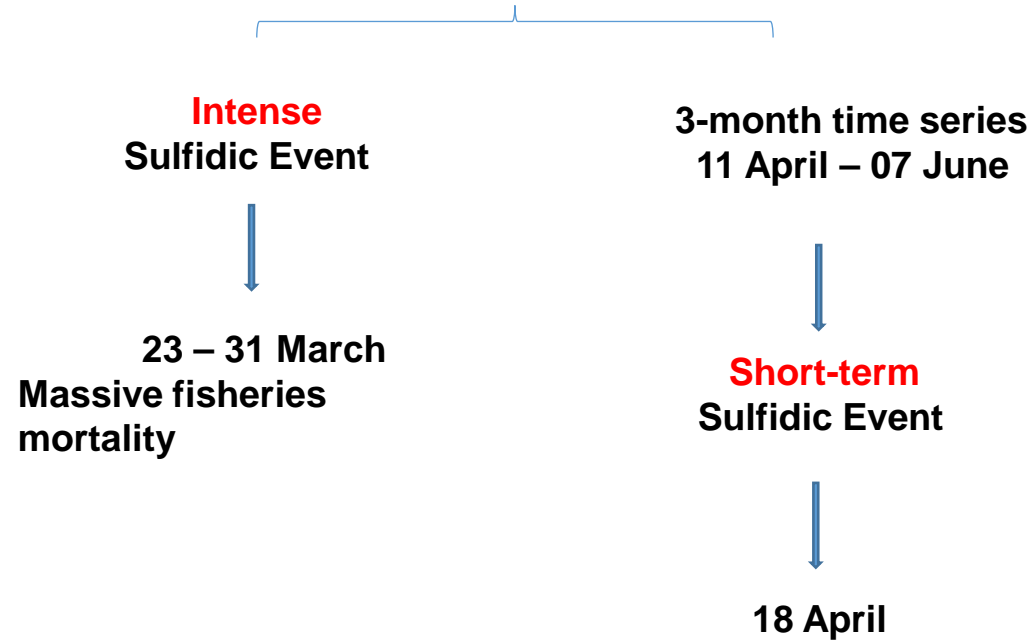 Intense
Sulfidic Event
23 – 31 March
Massive fisheries
mortality
3-month time series
11 April – 07 June
Short-term
Sulfidic Event
18 April